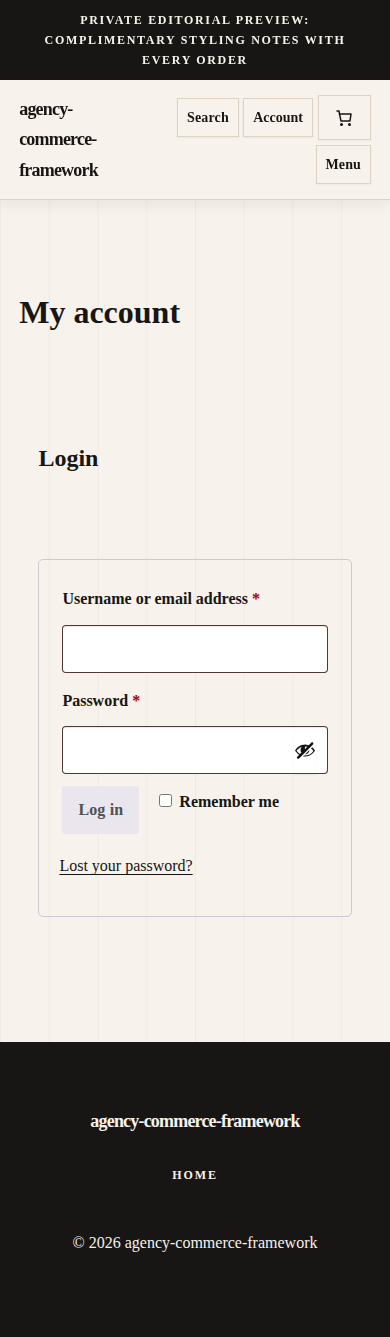 PRIVATE EDITORIAL PREVIEW:
COMPLIMENTARY STYLING NOTES WITH
EVERY ORDER
agency-
commerce-
framework
Search
Account
Menu
My account
Login
Username or email address *
Password *
Log in
Remember me
Lost your password?
agency-commerce-framework
HOME
© 2026 agency-commerce-framework